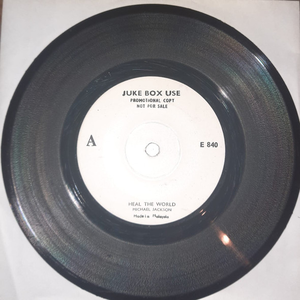 JUKE BOX USE
PROMOTIONAL COPY
NOT FOR SALE
A
E 840
HEAL THE WORLD
MICHAEL JACKSON
Made in Malaysia